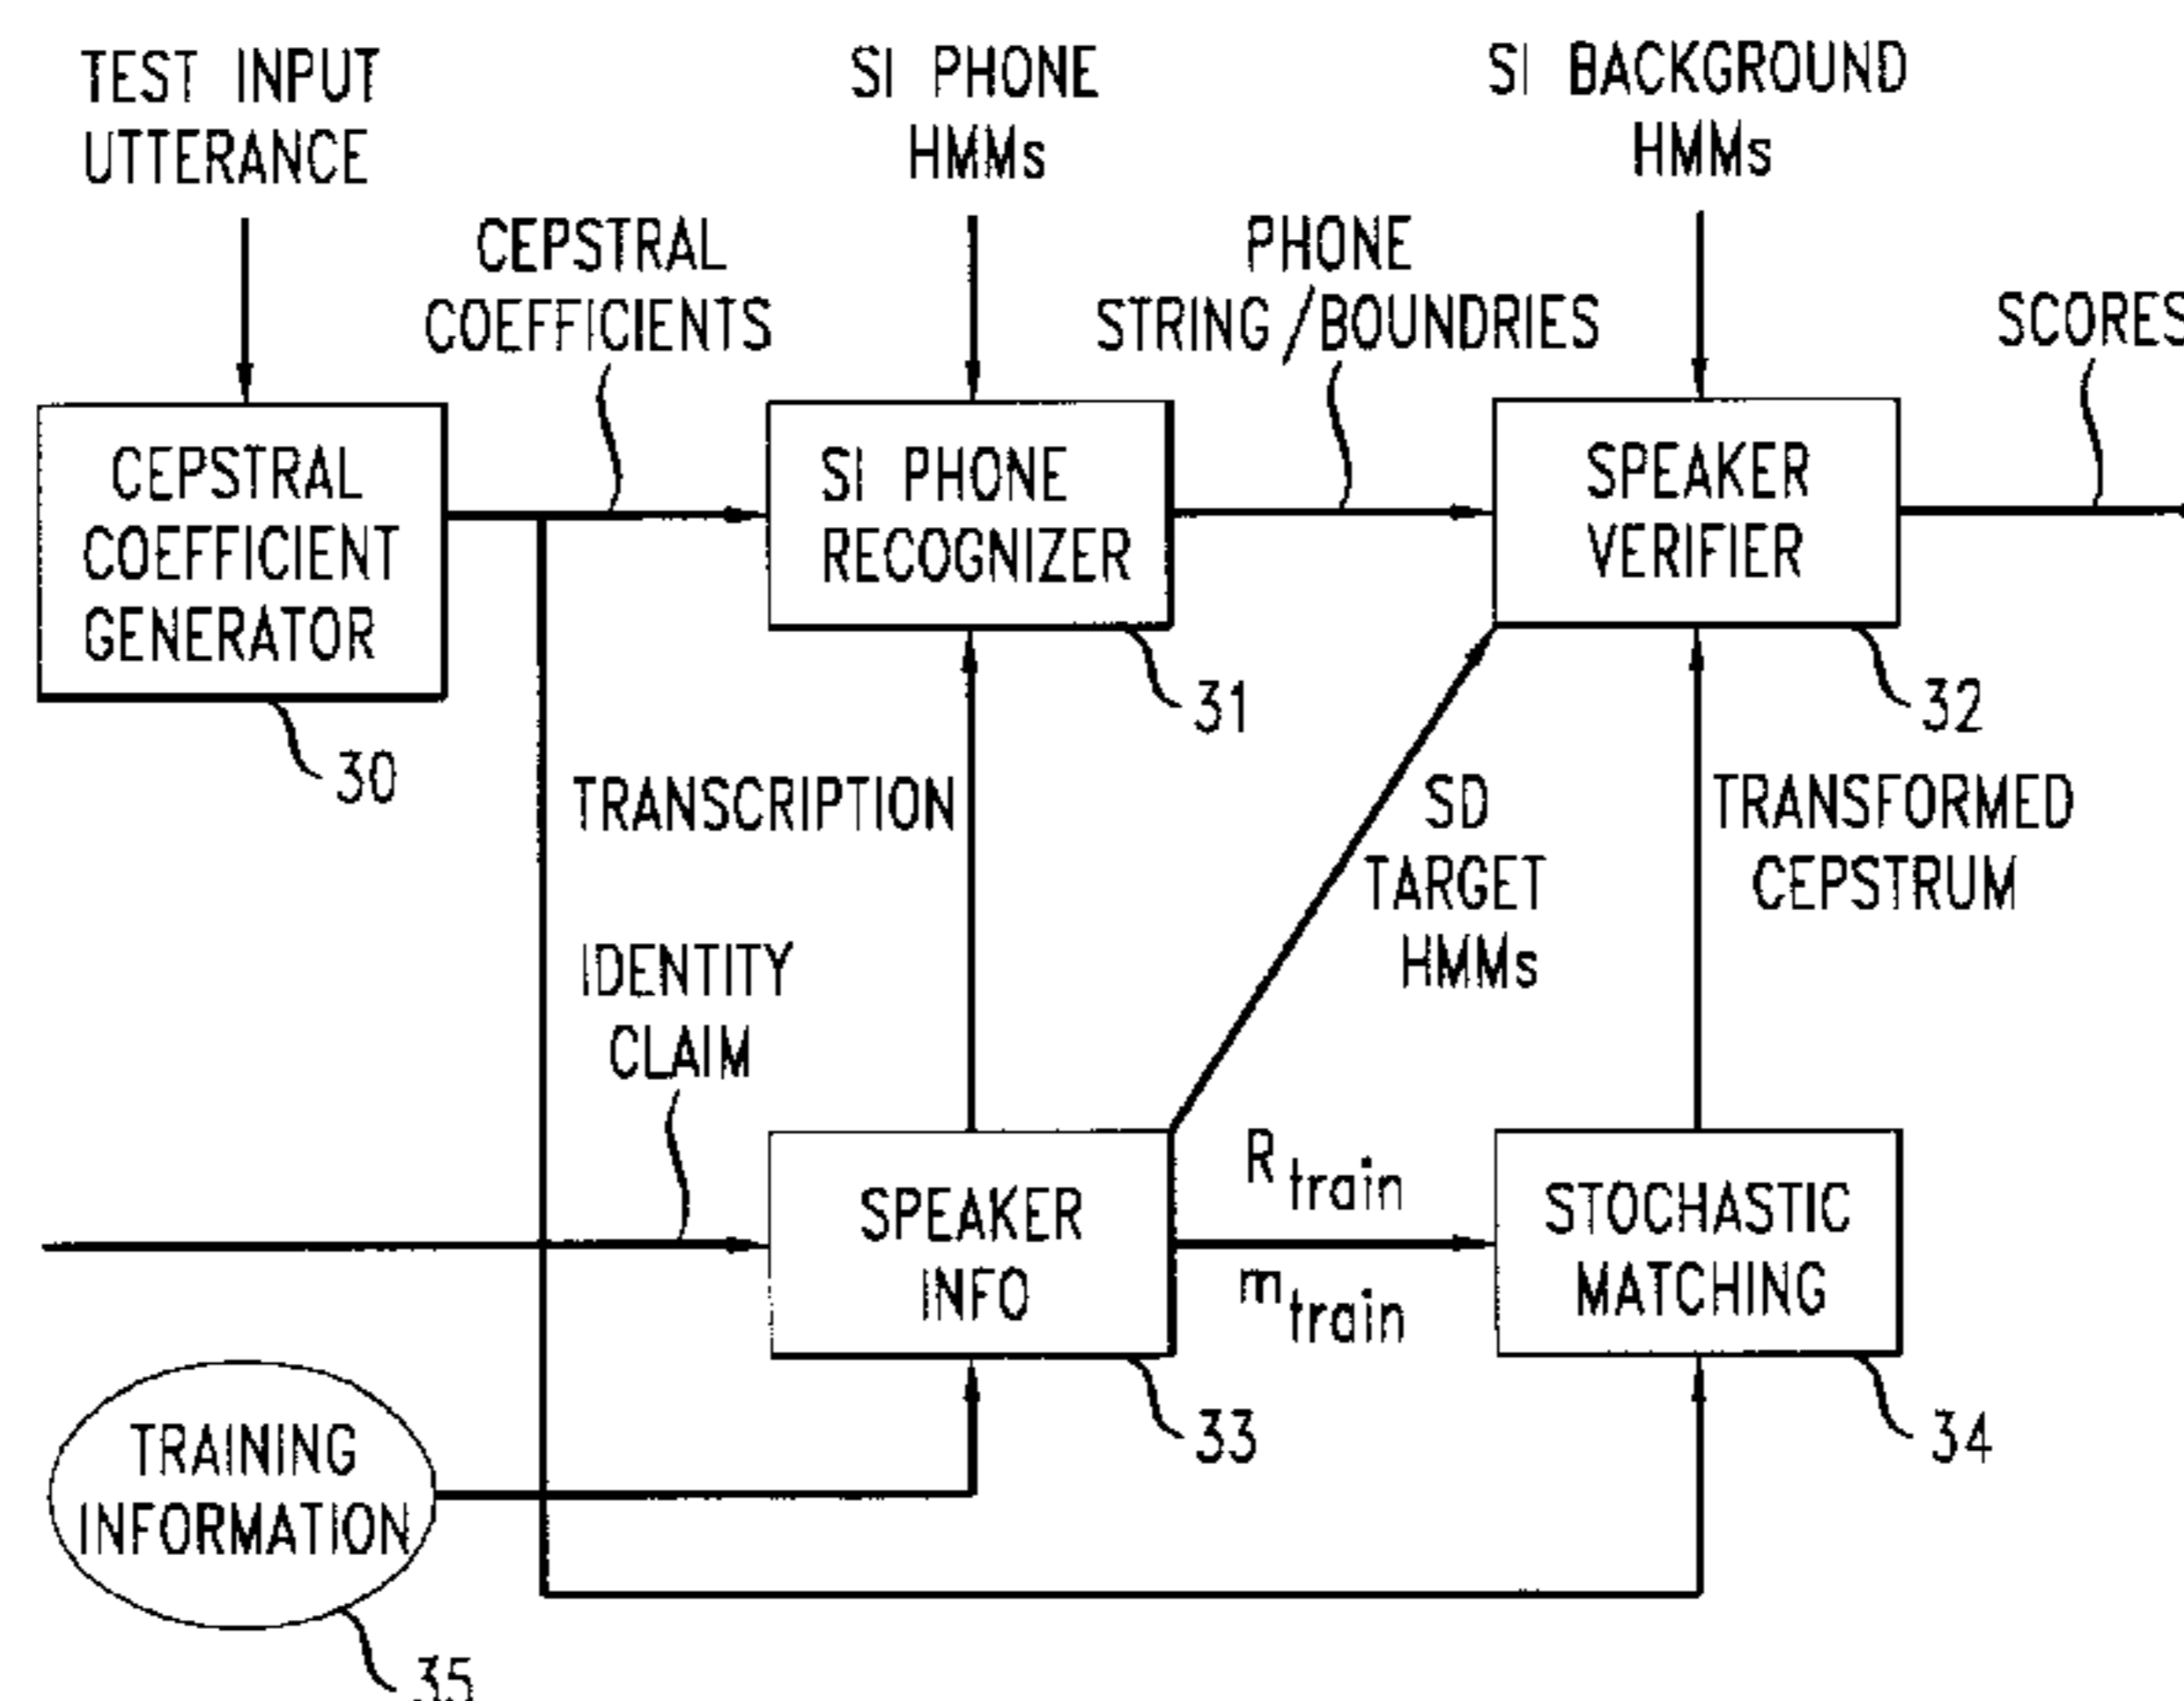 TEST INPUT
UTTERANCE
SI PHONE
HMMs
SI BACKGROUND
HMMs
CEPSTRAL
COEFFICIENTS
PHONE
STRING/BOUNDRIES
SCORES
CEPSTRAL
COEFFICIENT
GENERATOR
SI PHONE
RECOGNIZER
SPEAKER
VERIFIER
30
31
32
TRANSCRIPTION
SD
TARGET
HMMs
TRANSFORMED
CEPSTRUM
IDENTITY
CLAIM
SPEAKER
INFO
R train
m train
STOCHASTIC
MATCHING
33
34
TRAINING
INFORMATION
35